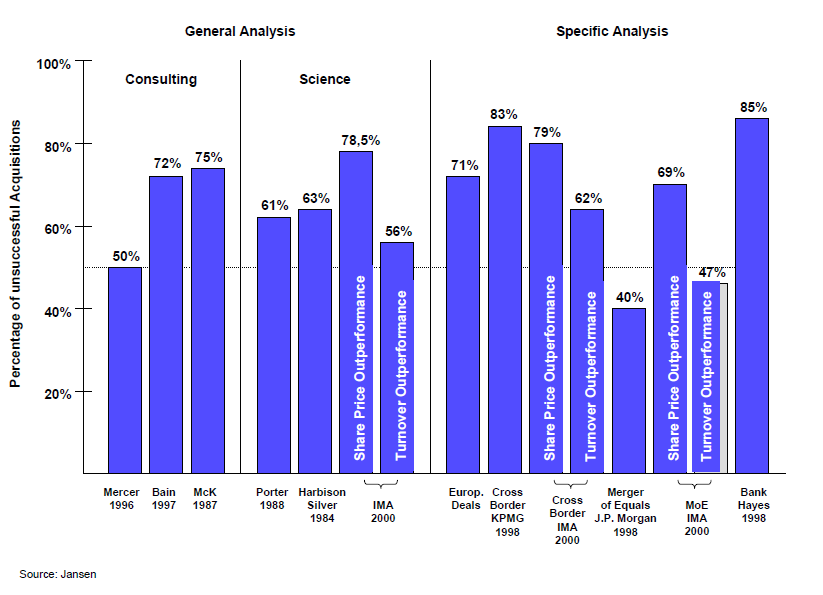 General Analysis
Specific Analysis
Consulting
Science
Percentage of unsuccessful Acquisitions
100%
80%
60%
40%
20%
50%
72%
75%
61%
63%
78,5%
56%
71%
83%
79%
62%
40%
69%
47%
85%
Share Price Outperformance
Turnover Outperformance
Share Price Outperformance
Turnover Outperformance
Share Price Outperformance
Turnover Outperformance
Mercer
1996
Bain
1997
McK
1987
Porter
1988
Harbison
Silver
1984
IMA
2000
Europ.
Deals
Cross
Border
KPMG
1998
Cross
Border
IMA
2000
Merger
of Equals
J.P. Morgan
1998
MoE
IMA
2000
Bank
Hayes
1998
Source: Jansen